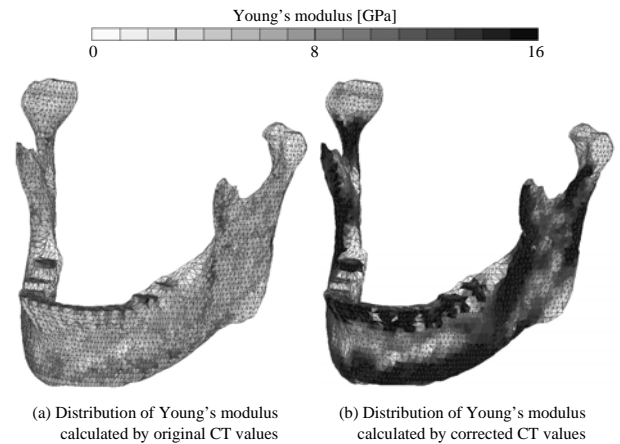 Young’s modulus [GPa]
0 8 16
(a) Distribution of Young’s modulus
calculated by original CT values
(b) Distribution of Young’s modulus
calculated by corrected CT values